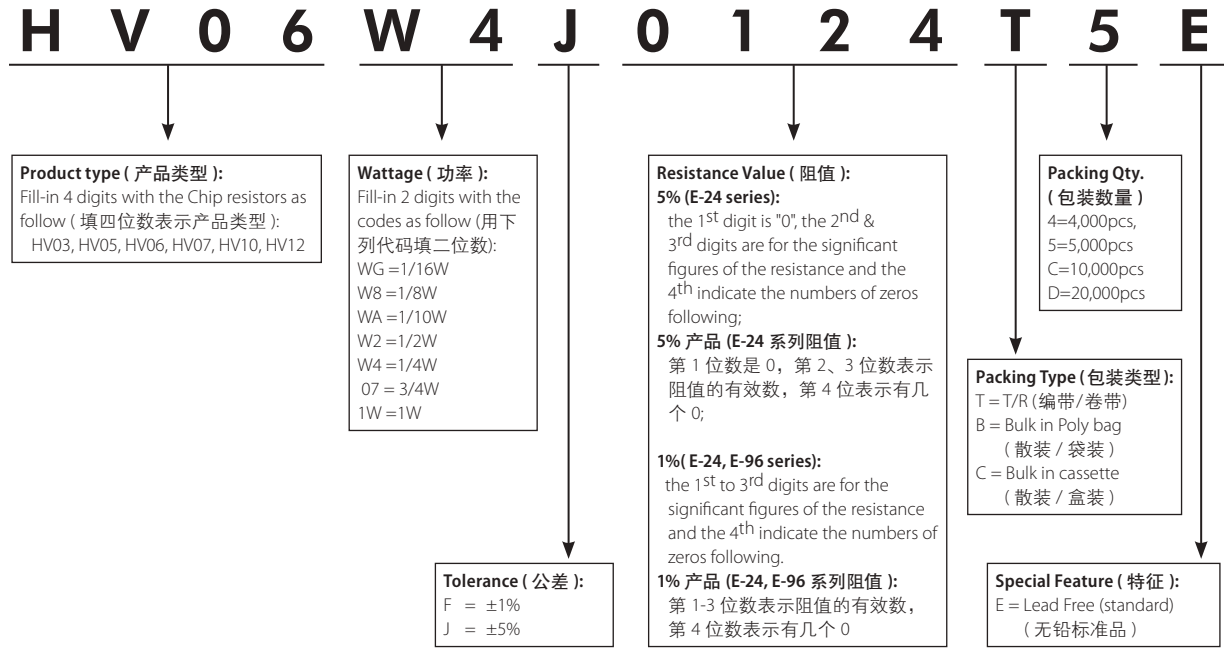 H V 0 6 W 4 J 0 1 2 4 T 5 E
Product type ( 产品类型 ):
Fill-in 4 digits with the Chip resistors as
follow ( 填四位数表示产品类型 ):
HV03, HV05, HV06, HV07, HV10, HV12
Wattage ( 功率 ):
Fill-in 2 digits with the
codes as follow (用下
列代码填二位数):
WG =1/16W
W8 =1/8W
WA =1/10W
W2 =1/2W
W4 =1/4W
07 = 3/4W
1W =1W
Tolerance ( 公差 ):
F = ±1%
J = ±5%
Resistance Value ( 阻值 ):
5% (E-24 series):
the 1st digit is "0", the 2nd &
3rd digits are for the significant
figures of the resistance and the
4th indicate the numbers of zeros
following;
5% 产品 (E-24 系列阻值 ):
第 1 位数是 0，第 2、3 位数表示
阻值的有效数，第 4 位表示有几
个 0;
1%( E-24, E-96 series):
the 1st to 3rd digits are for the
significant figures of the resistance
and the 4th indicate the numbers of
zeros following.
1% 产品 (E-24, E-96 系列阻值 ):
第 1-3 位数表示阻值的有效数，
第 4 位数表示有几个 0
Packing Qty.
( 包装数量 )
4=4,000pcs,
5=5,000pcs
C=10,000pcs
D=20,000pcs
Packing Type ( 包装类型 ):
T = T/R (编带/卷带)
B = Bulk in Poly bag
( 散装 / 袋装 )
C = Bulk in cassette
( 散装 / 盒装 )
Special Feature ( 特征 ):
E = Lead Free (standard)
( 无铅标准品 )